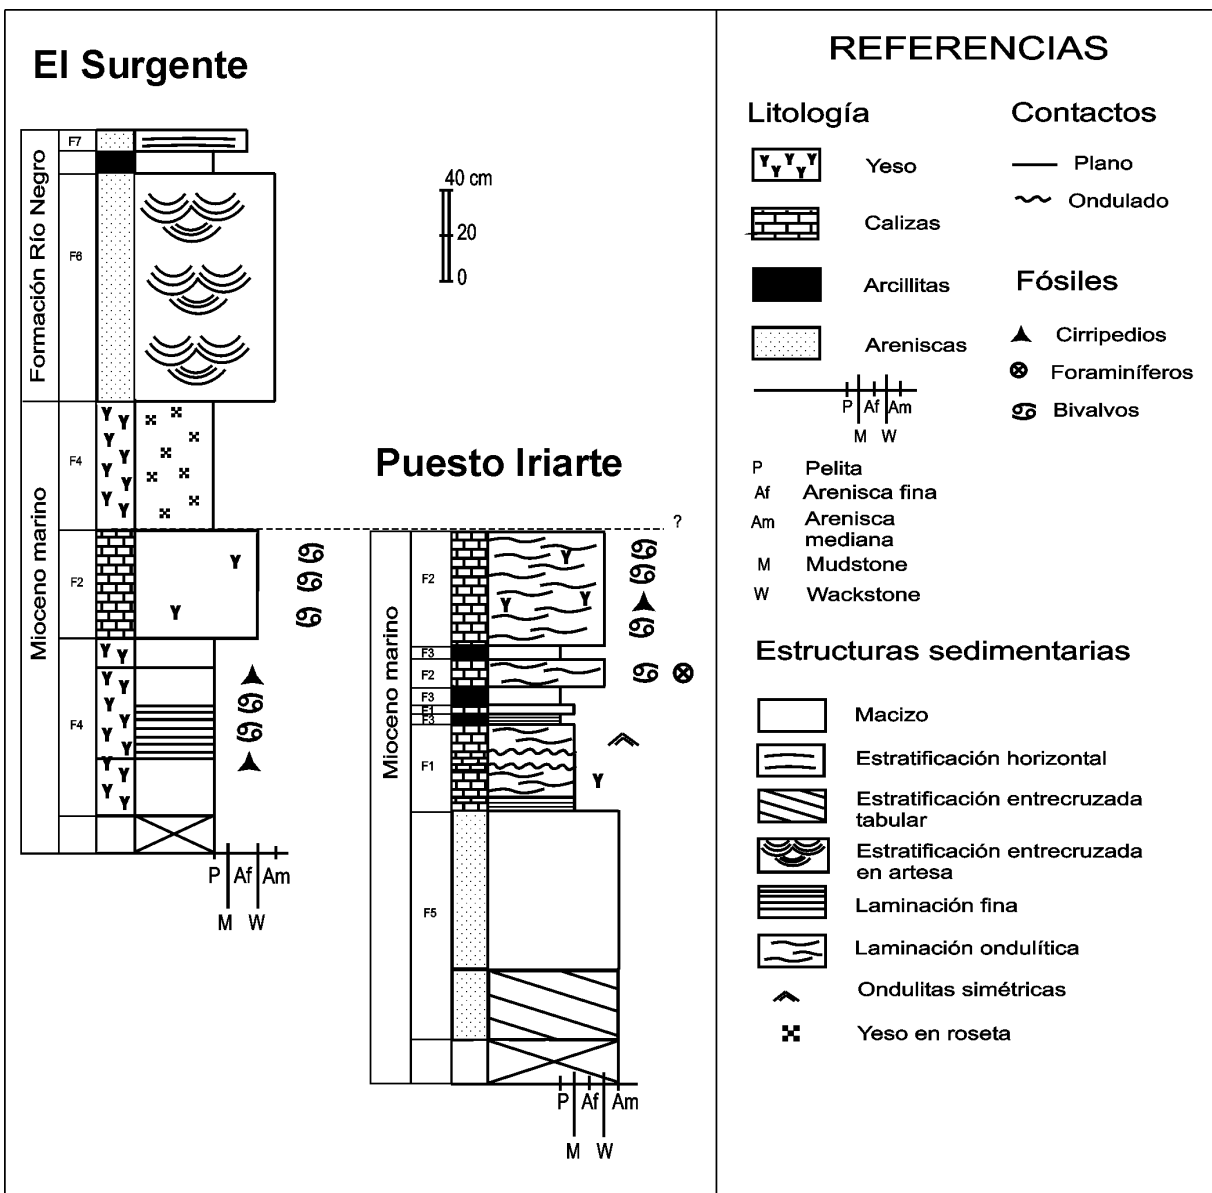 El Surgente
Formación Río Negro
Mioceno marino
F7
F6
F4
F2
F4
P Af Am
M W
40 cm
20
0
Puesto Iriarte
?
Mioceno marino
F2
F3
F2
F3
F1
F3
F1
F5
P Af Am
M W
REFERENCIAS
Litología
Yeso
Calizas
Arcillitas
Areniscas
P Af Am
M W
P Pelita
Af Arenisca fina
Am Arenisca
mediana
M Mudstone
W Wackstone
Contactos
Plano
Ondulado
Fósiles
Cirripedios
Foraminíferos
Bivalvos
Estructuras sedimentarias
Macizo
Estratificación horizontal
Estratificación entrecruzada
tabular
Estratificación entrecruzada
en artesa
Laminación fina
Laminación ondulítica
Ondulitas simétricas
Yeso en roseta